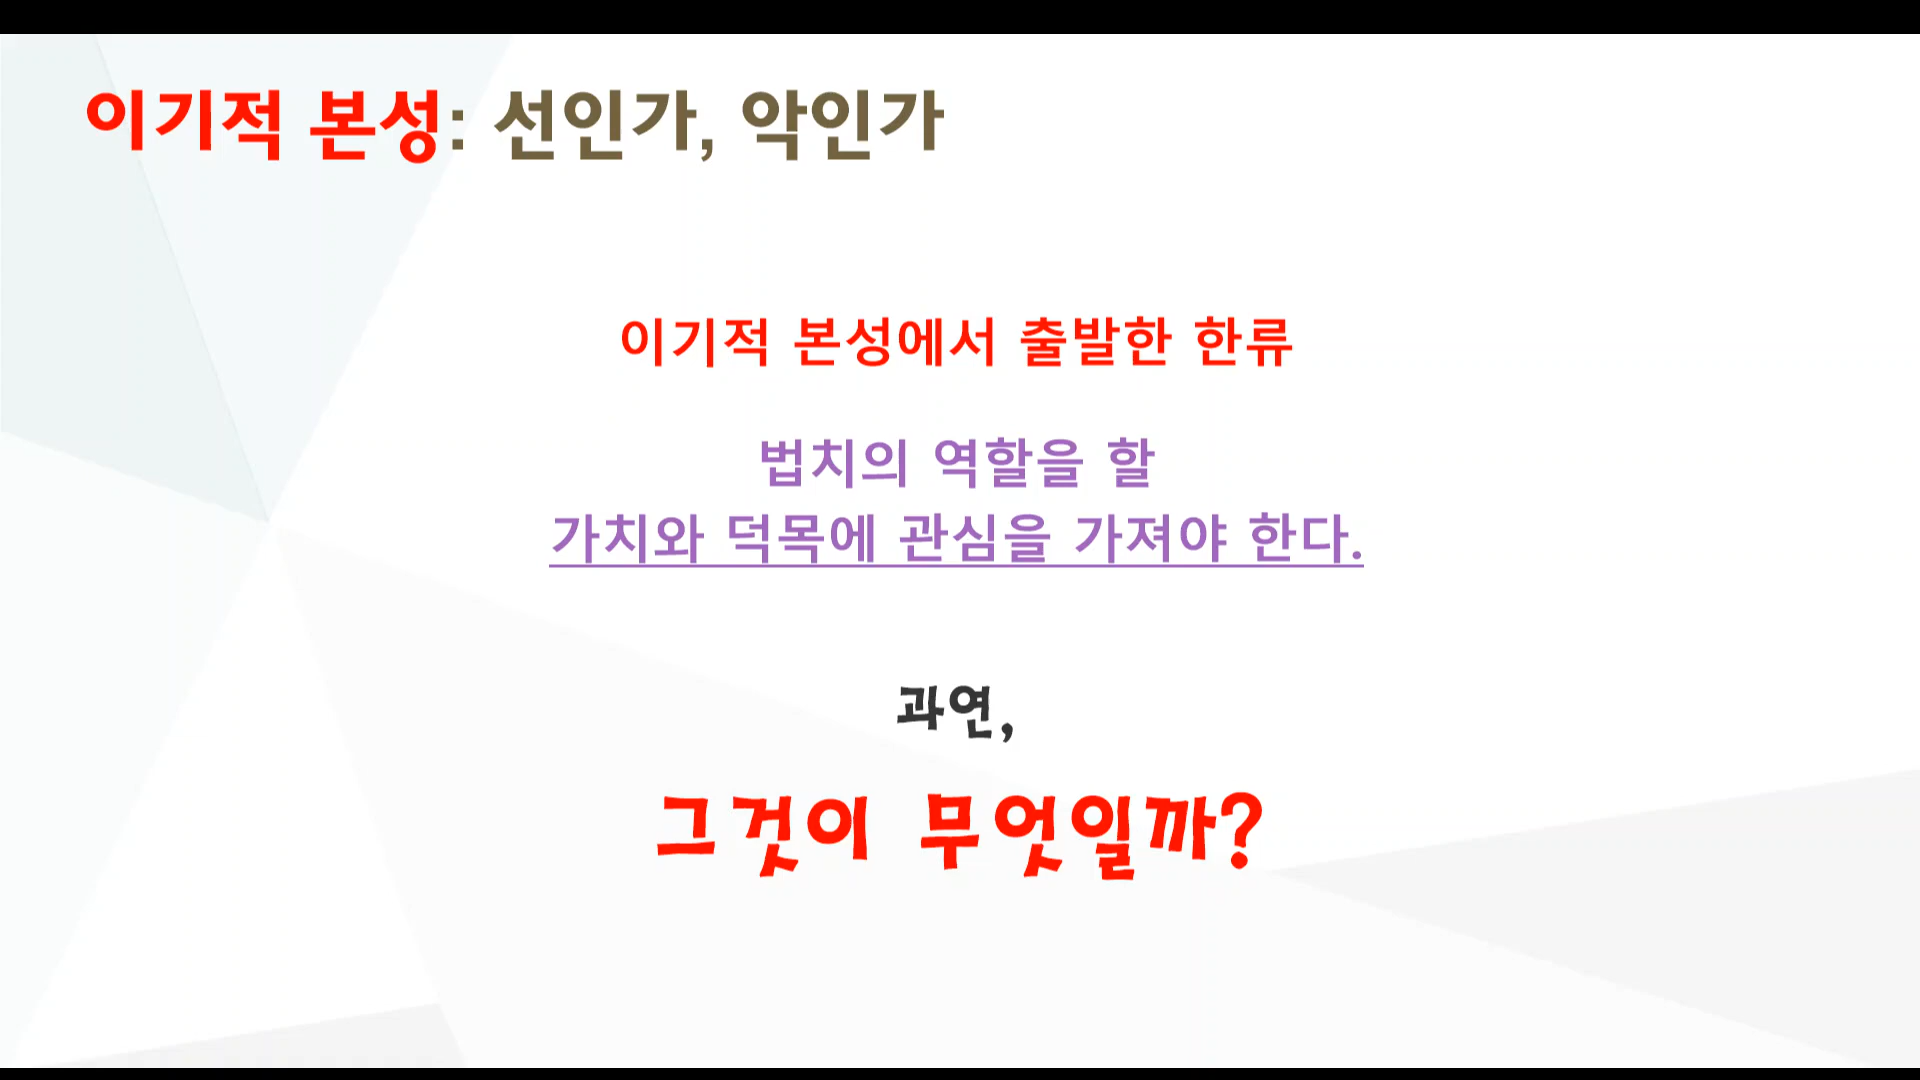 이기적 본성: 선인가, 악인가
이기적 본성에서 출발한 한류
법치의 역할을 할
가치와 덕목에 관심을 가져야 한다.
과연,
그것이 무엇일까?